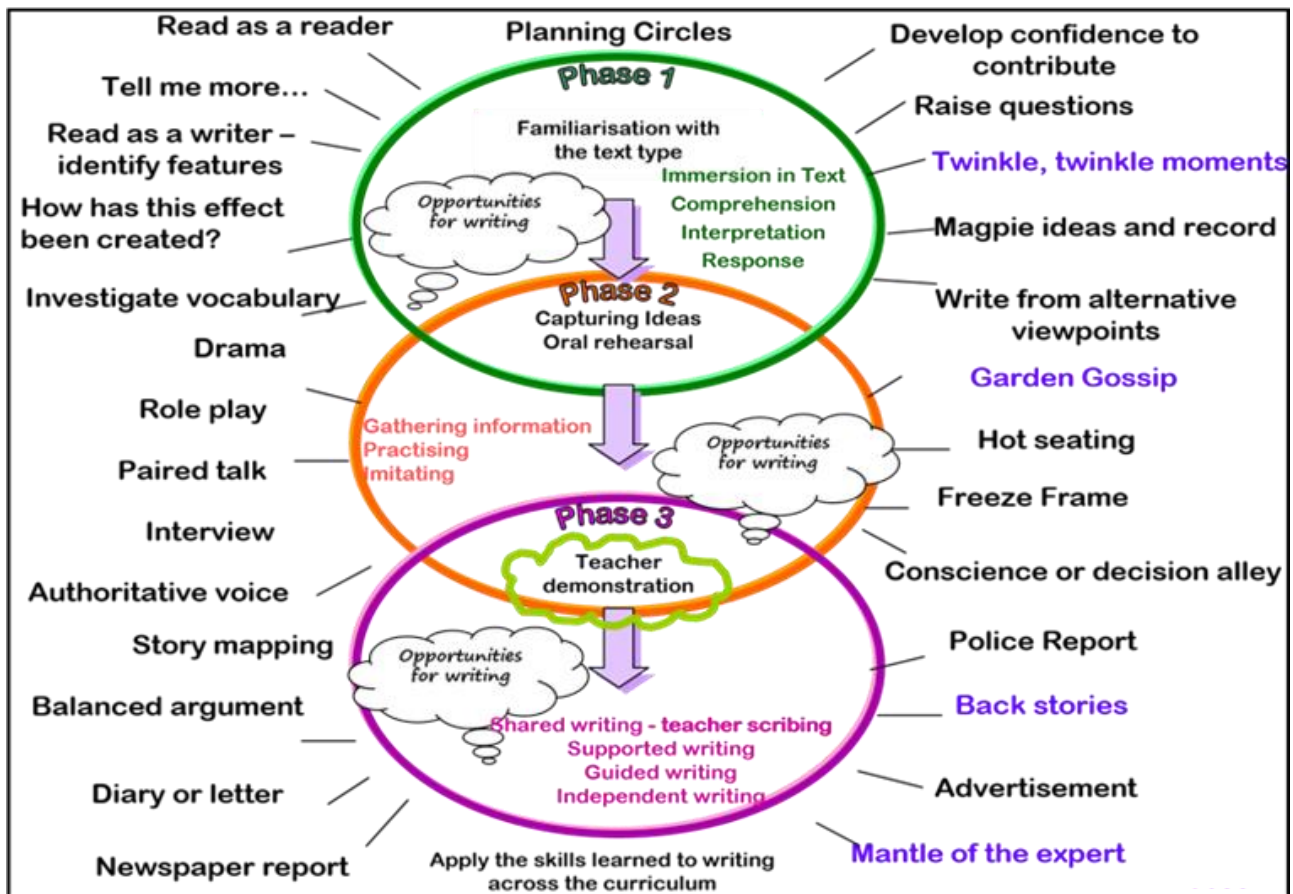 Planning Circles
Read as a reader
Tell me more...
Read as a writer –
identify features
How has this effect
been created?
Investigate vocabulary
Drama
Role play
Paired talk
Interview
Authoritative voice
Story mapping
Balanced argument
Diary or letter
Newspaper report
Phase 1
Familiarisation with
the text type
Immersion in Text
Comprehension
Interpretation
Response
Opportunities
for writing
Phase 2
Capturing Ideas
Oral rehearsal
Gathering information
Practising
Imitating
Opportunities
for writing
Phase 3
Teacher
demonstration
Opportunities
for writing
Shared writing - teacher scribing
Supported writing
Guided writing
Independent writing
Apply the skills learned to writing
across the curriculum
Develop confidence to
contribute
Raise questions
Twinkle, twinkle moments
Magpie ideas and record
Write from alternative
viewpoints
Garden Gossip
Hot seating
Freeze Frame
Conscience or decision alley
Police Report
Back stories
Advertisement
Mantle of the expert